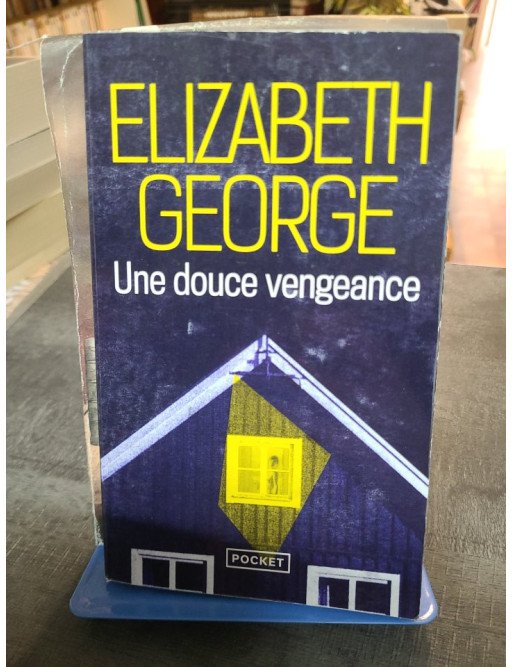 ELIZABETH
GEORGE
Une douce vengeance
POCKET